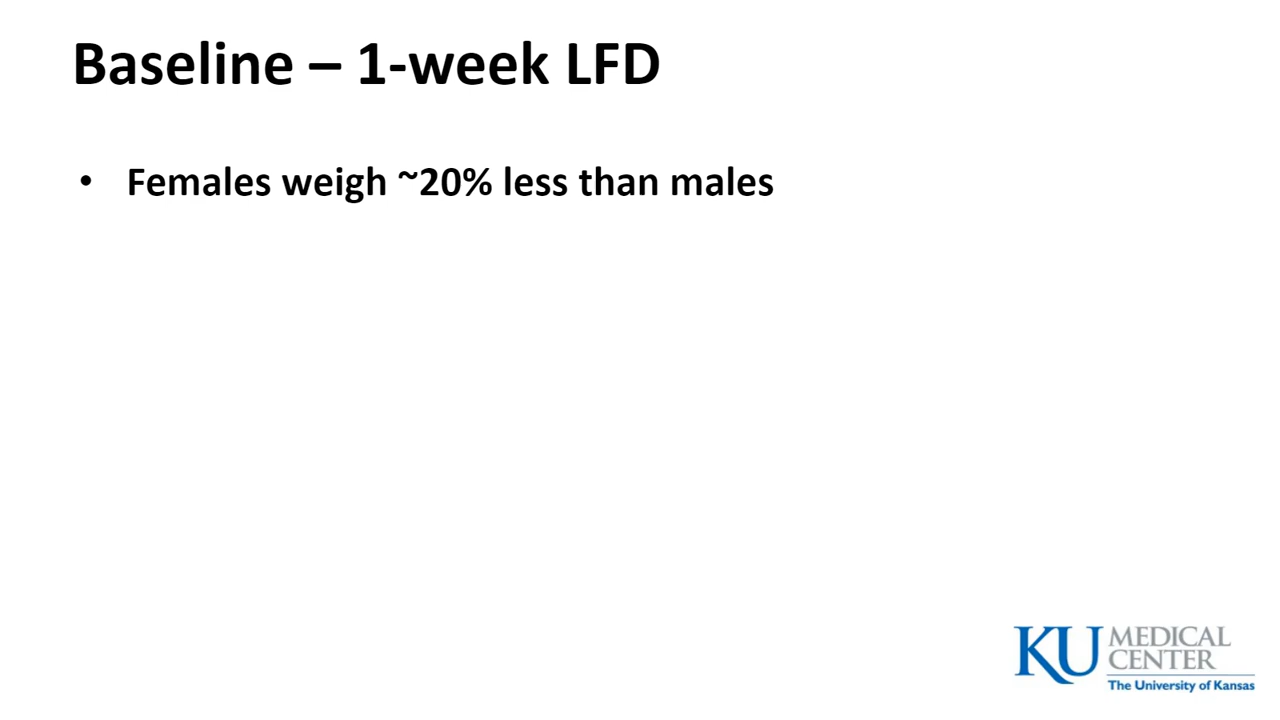 Baseline – 1-week LFD
• Females weigh ~20% less than males
KU MEDICAL
CENTER
The University of Kansas